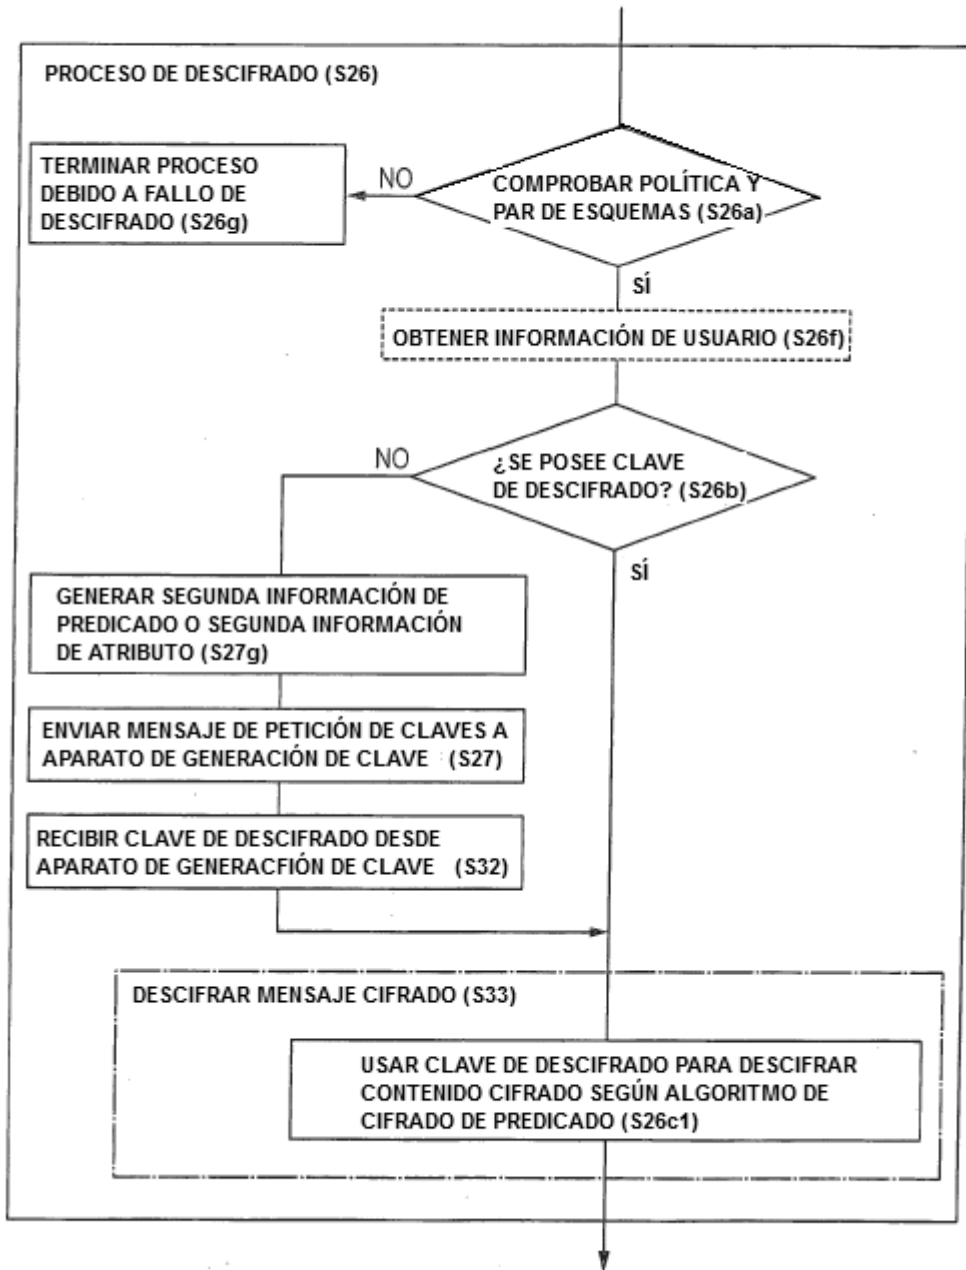 PROCESO DE DESCIFRADO (S26)
TERMINAR PROCESO
DEBIDO A FALLO DE
DESCIFRADO (S26g)
NO
COMPROBAR POLÍTICA Y
PAR DE ESQUEMAS (S26a)
SÍ
OBTENER INFORMACIÓN DE USUARIO (S26f)
NO
¿SE POSEE CLAVE
DE DESCIFRADO? (S26b)
SÍ
GENERAR SEGUNDA INFORMACIÓN DE
PREDICADO O SEGUNDA INFORMACIÓN
DE ATRIBUTO (S27g)
ENVIAR MENSAJE DE PETICIÓN DE CLAVES A
APARATO DE GENERACIÓN DE CLAVE (S27)
RECIBIR CLAVE DE DESCIFRADO DESDE
APARATO DE GENERACFIÓN DE CLAVE (S32)
DESCIFRAR MENSAJE CIFRADO (S33)
USAR CLAVE DE DESCIFRADO PARA DESCIFRAR
CONTENIDO CIFRADO SEGÚN ALGORITMO DE
CIFRADO DE PREDICADO (S26c1)